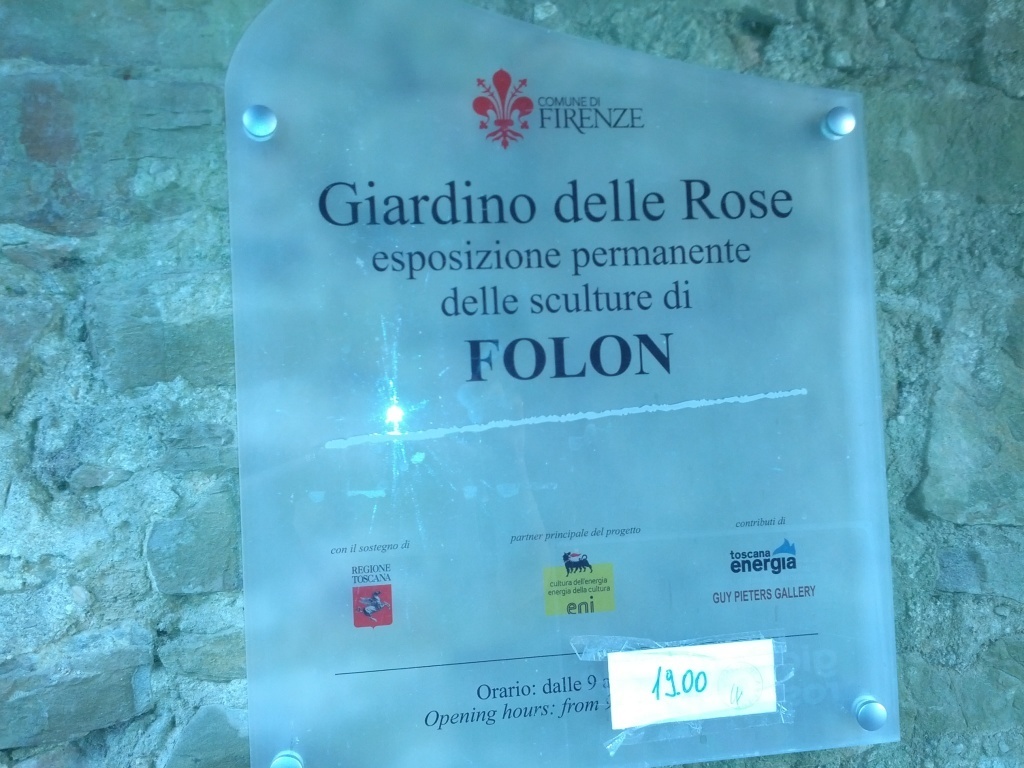 COMUNE DI
FIRENZE
Giardino delle Rose
esposizione permanente
delle sculture di
FOLON
con il sostegno di
REGIONE
TOSCANA
partner principale del progetto
cultura dell'energia
energia della cultura
eni
contributi di
toscana
energia
GUY PIETERS GALLERY
Orario: dalle 9 a
Opening hours: from
19.00